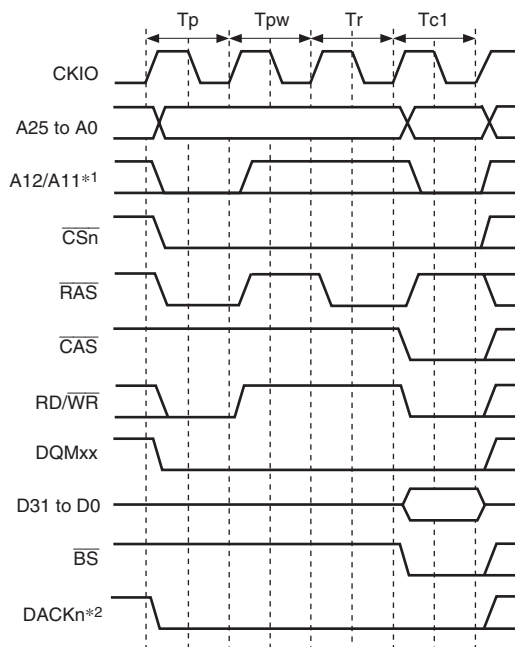 Tp Tpw Tr Tc1
CKIO
A25 to A0
A12/A11*1
CSn
RAS
CAS
RD/WR
DQMxx
D31 to D0
BS
DACKn*2